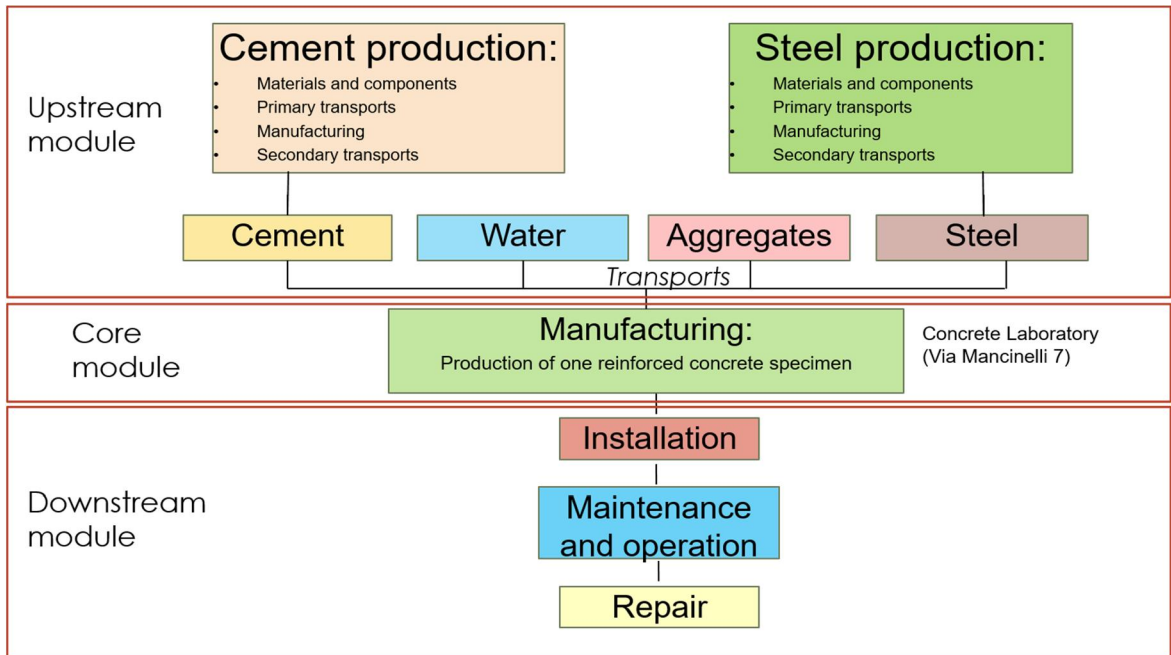 Upstream
module
Cement production:
• Materials and components
• Primary transports
• Manufacturing
• Secondary transports
Steel production:
• Materials and components
• Primary transports
• Manufacturing
• Secondary transports
Cement
Water
Aggregates
Steel
Transports
Core
module
Manufacturing:
Production of one reinforced concrete specimen
Concrete Laboratory
(Via Mancinelli 7)
Downstream
module
Installation
Maintenance
and operation
Repair